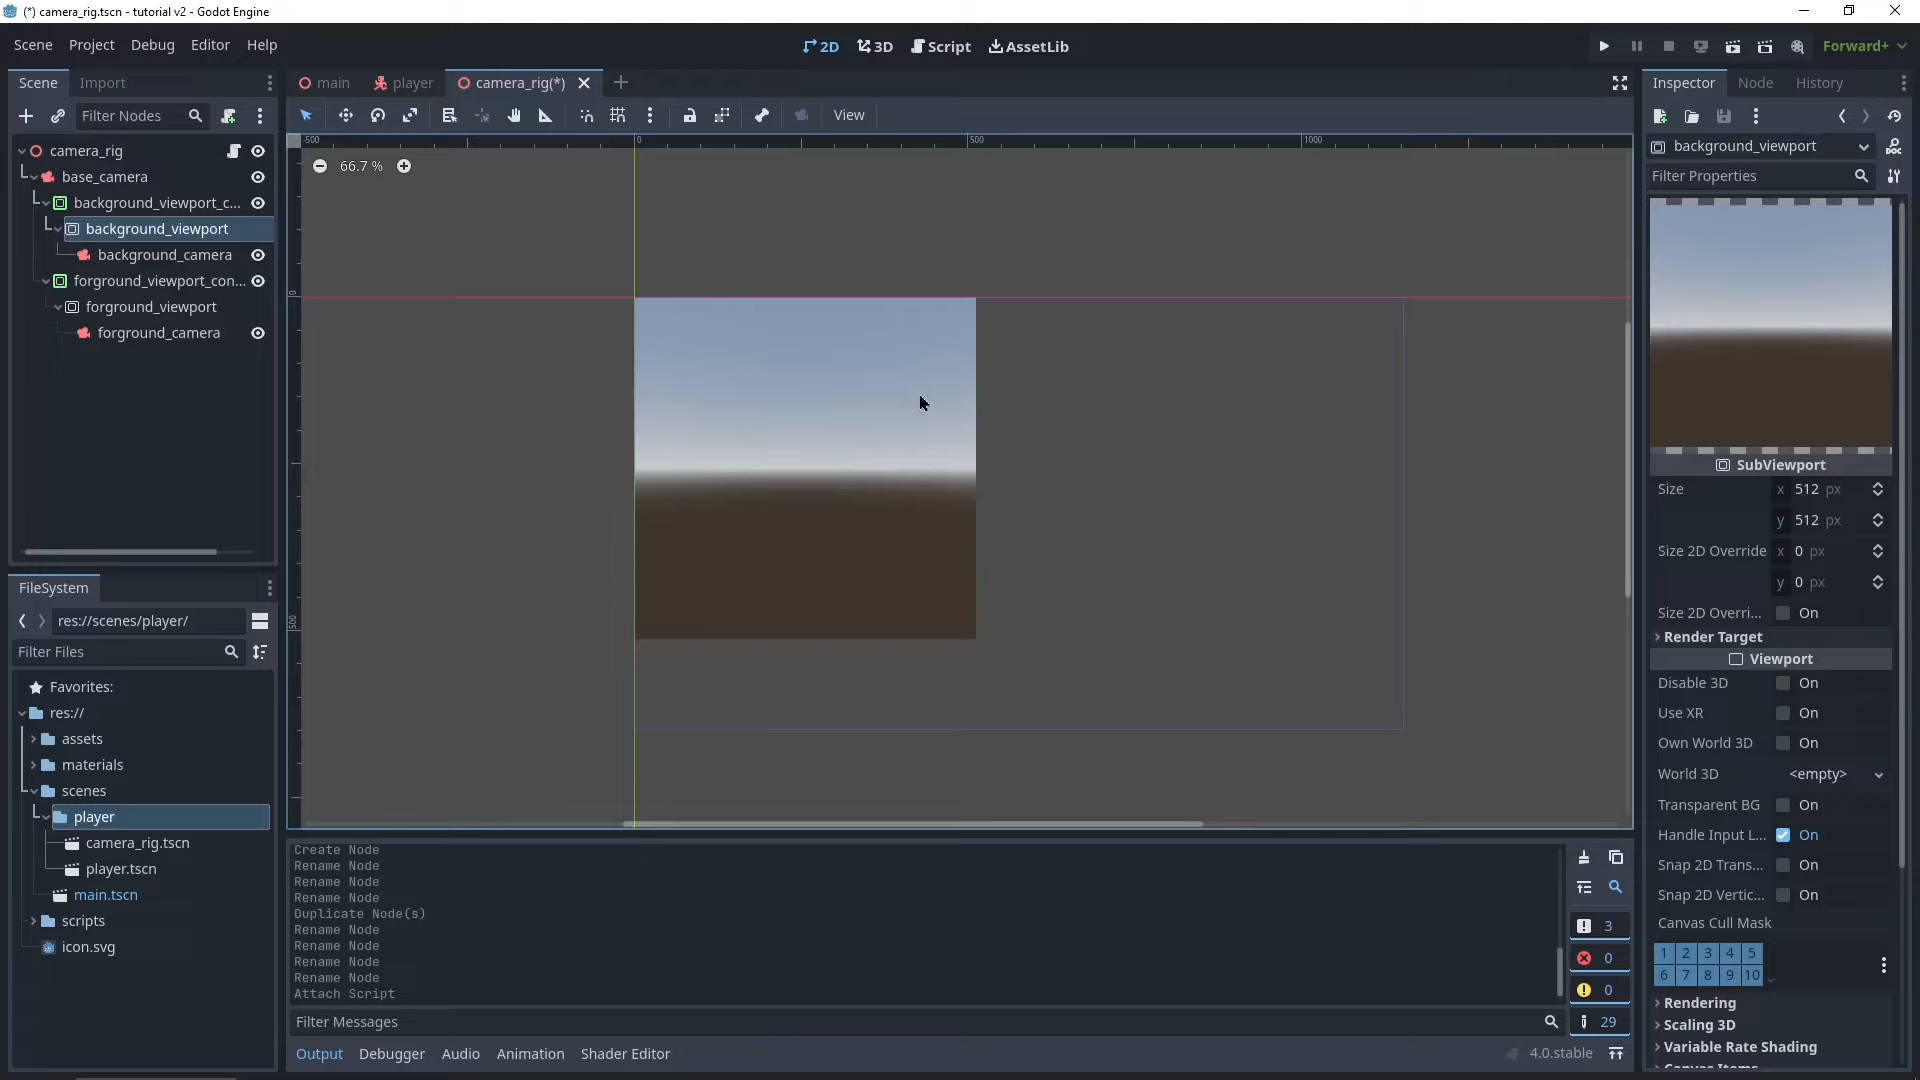 (*) camera_rig.tscn - tutorial v2 - Godot Engine
Scene Project Debug Editor Help
2D 3D Script AssetLib
Forward+
Scene Import
Filter Nodes
camera_rig
base_camera
background_viewport_c...
background_viewport
background_camera
forground_viewport_con...
forground_viewport
forground_camera
FileSystem
res://scenes/player/
Filter Files
Favorites:
res://
assets
materials
scenes
player
camera_rig.tscn
player.tscn
main.tscn
scripts
icon.svg
main player camera_rig(*)
View
-500 0 500 1000
66.7 %
0
500
Create Node
Rename Node
Rename Node
Rename Node
Duplicate Node(s)
Rename Node
Rename Node
Rename Node
Rename Node
Attach Script
3
0
0
29
Filter Messages
Output Debugger Audio Animation Shader Editor
4.0.stable
Inspector Node History
background_viewport
Filter Properties
SubViewport
Size x 512 px
y 512 px
Size 2D Override x 0 px
y 0 px
Size 2D Overri... On
Render Target
Viewport
Disable 3D On
Use XR On
Own World 3D On
World 3D <empty>
Transparent BG On
Handle Input L... On
Snap 2D Trans... On
Snap 2D Vertic... On
Canvas Cull Mask
1 2 3 4 5
6 7 8 9 10
Rendering
Scaling 3D
Variable Rate Shading
Canvas Items